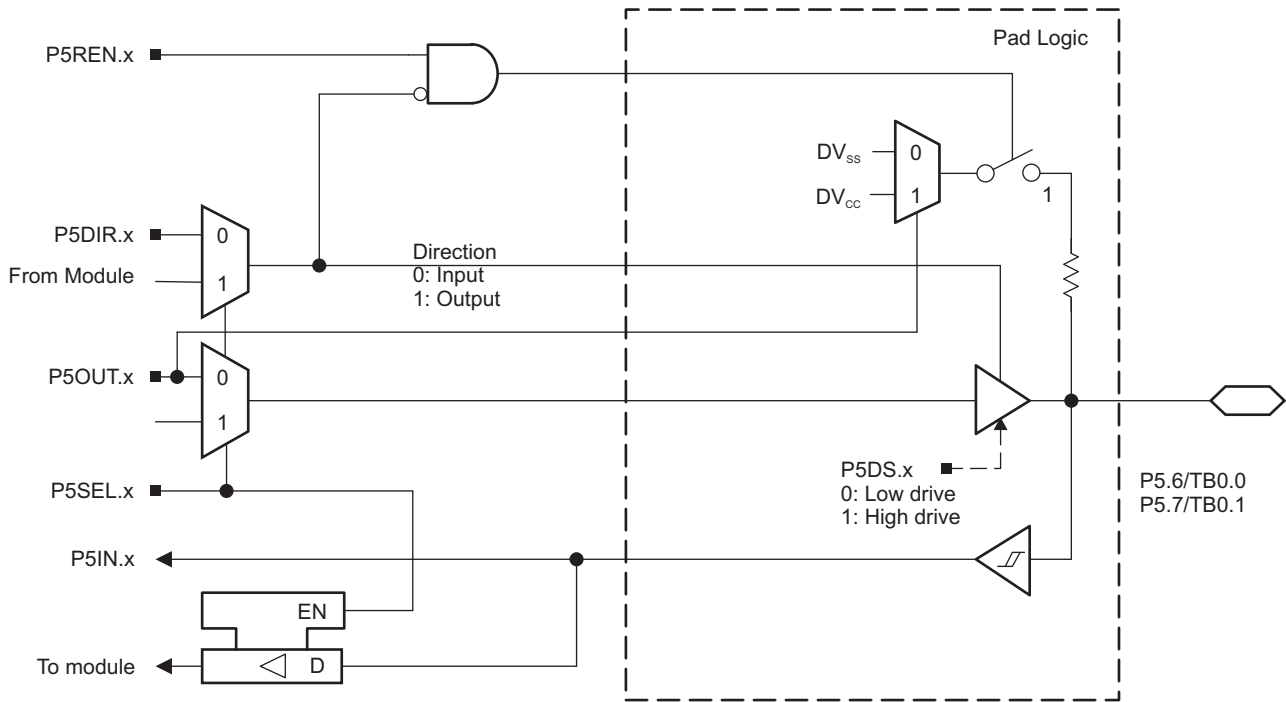 Pad Logic
P5REN.x
DVSS
0
DVCC
1
1
P5DIR.x
0
From Module
1
Direction
0: Input
1: Output
P5OUT.x
0
1
P5DS.x
0: Low drive
1: High drive
P5SEL.x
P5.6/TB0.0
P5.7/TB0.1
P5IN.x
EN
To module
D